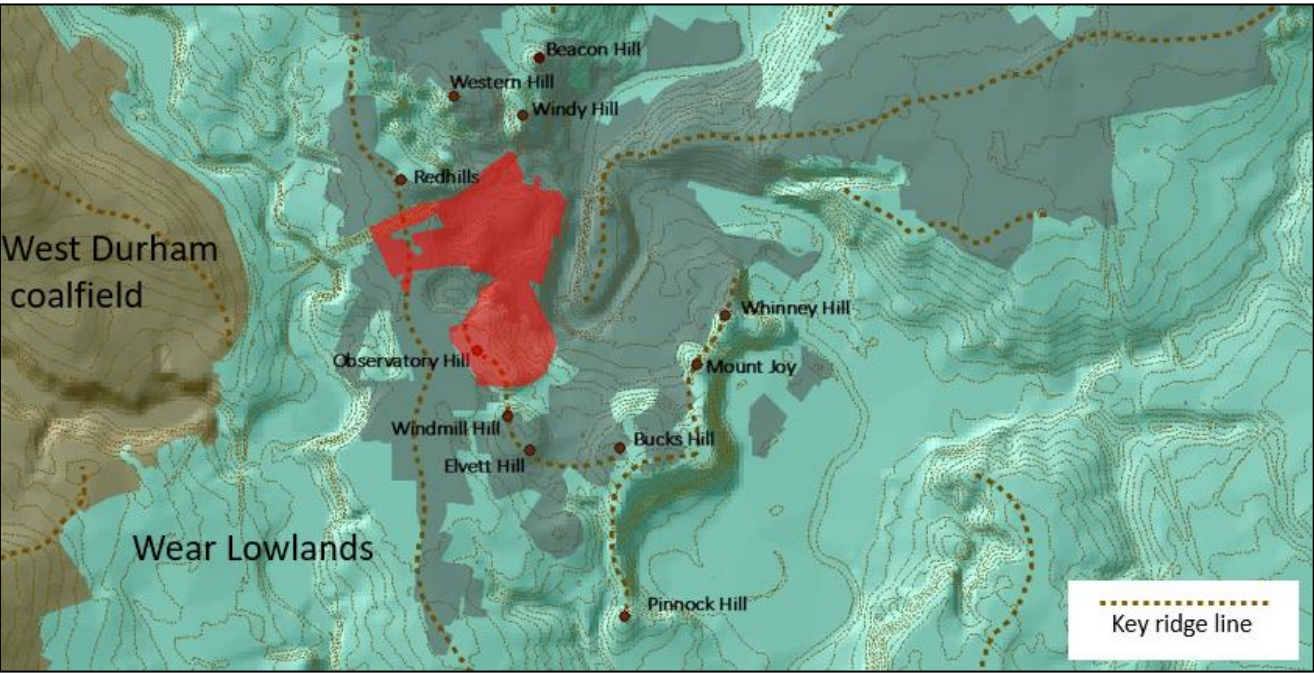 Beacon Hill
Western Hill
Windy Hill
Redhills
West Durham
coalfield
Whinney Hill
Observatory Hill
Mount Joy
Windmill Hill
Bucks Hill
Elvett Hill
Wear Lowlands
Pinnock Hill
Key ridge line